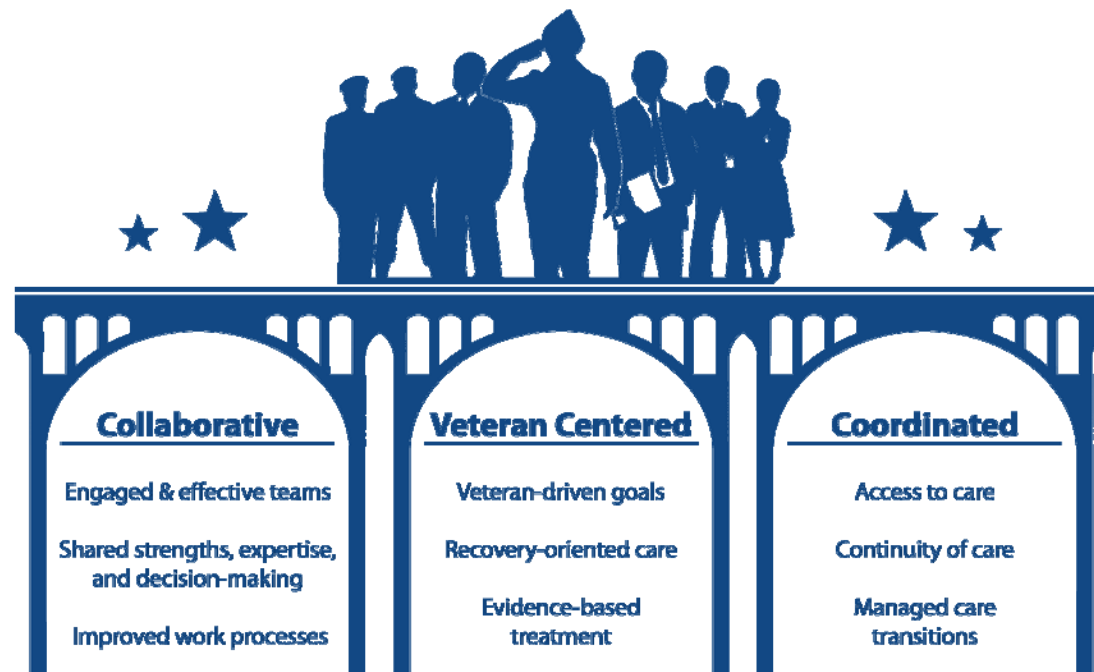 Collaborative
Engaged & effective teams
Shared strengths, expertise,
and decision-making
Improved work processes
Veteran Centered
Veteran-driven goals
Recovery-oriented care
Evidence-based
treatment
Coordinated
Access to care
Continuity of care
Managed care
transitions